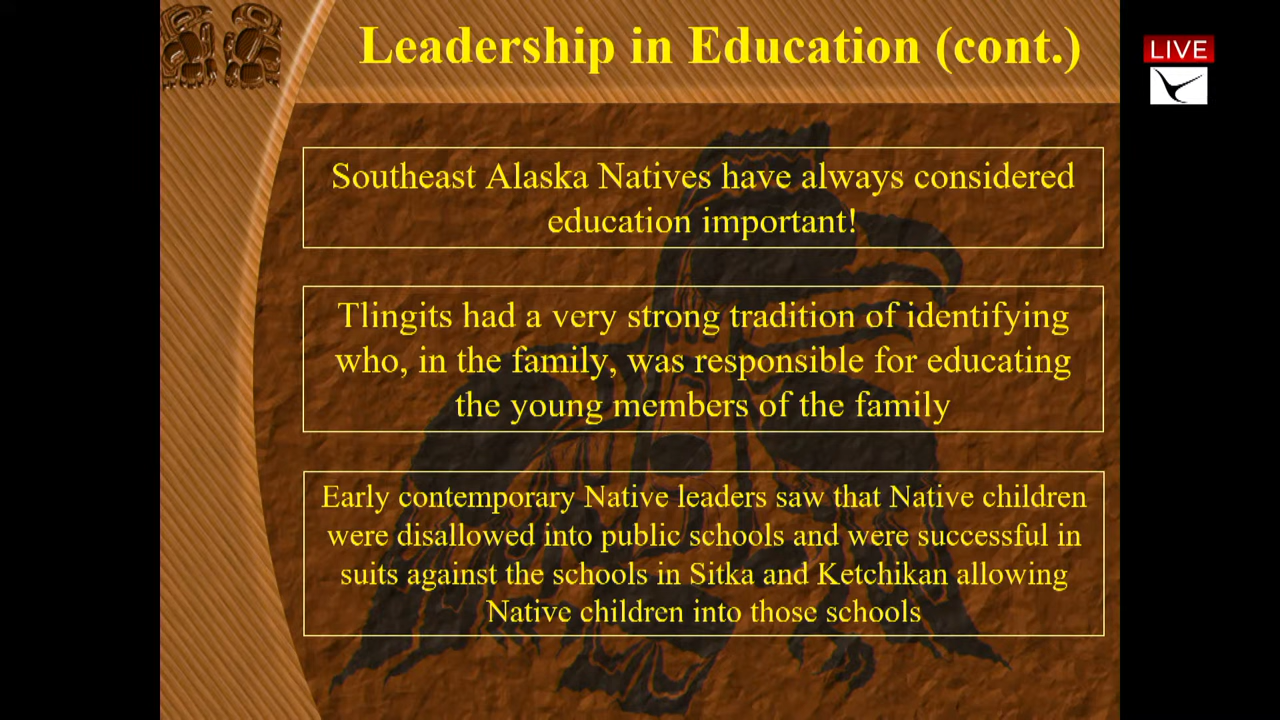 Leadership in Education (cont.)
LIVE
Southeast Alaska Natives have always considered
education important!
Tlingits had a very strong tradition of identifying
who, in the family, was responsible for educating
the young members of the family
Early contemporary Native leaders saw that Native children
were disallowed into public schools and were successful in
suits against the schools in Sitka and Ketchikan allowing
Native children into those schools